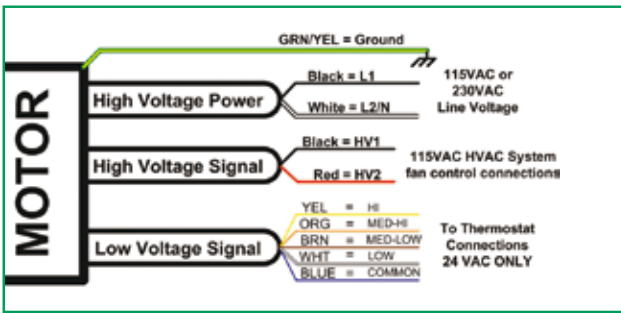 MOTOR
GRN/YEL = Ground
High Voltage Power
Black = L1
White = L2/N
115VAC or
230VAC
Line Voltage
High Voltage Signal
Black = HV1
Red = HV2
115VAC HVAC System
fan control connections
Low Voltage Signal
YEL = HI
ORG = MED-HI
BRN = MED-LOW
WHT = LOW
BLUE = COMMON
To Thermostat
Connections
24 VAC ONLY